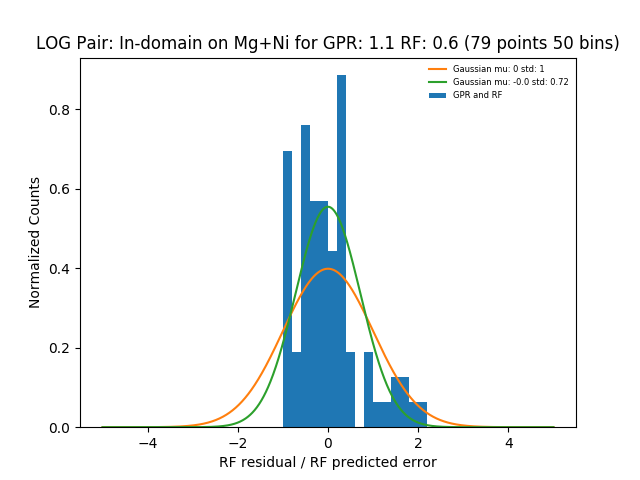 LOG Pair: In-domain on Mg+Ni for GPR: 1.1 RF: 0.6 (79 points 50 bins)
Gaussian mu: 0 std: 1
Gaussian mu: -0.0 std: 0.72
GPR and RF
Normalized Counts
0.8
0.6
0.4
0.2
0.0
−4 −2 0 2 4
RF residual / RF predicted error